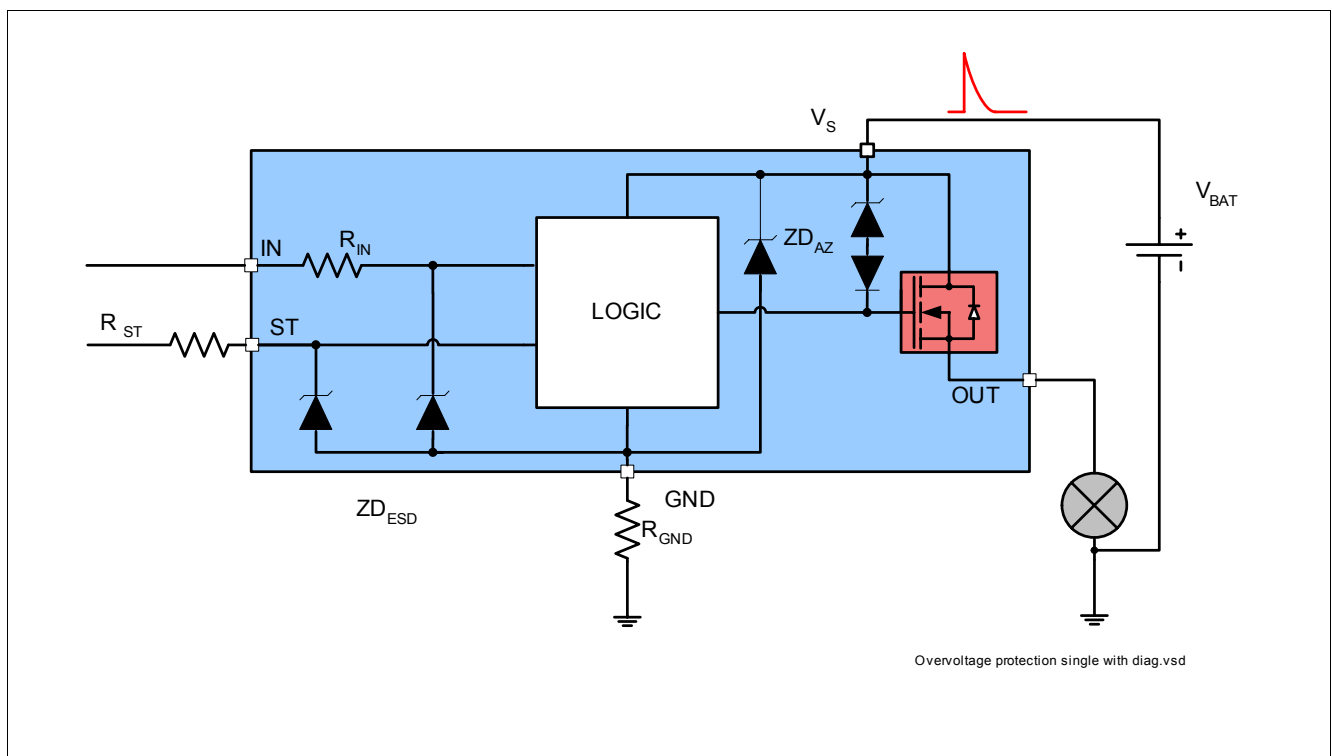 V_S
V_BAT
IN
R_IN
ZD_AZ
LOGIC
R_ST
ST
OUT
ZD_ESD
GND
R_GND
Overvoltage protection single with diag.vsd